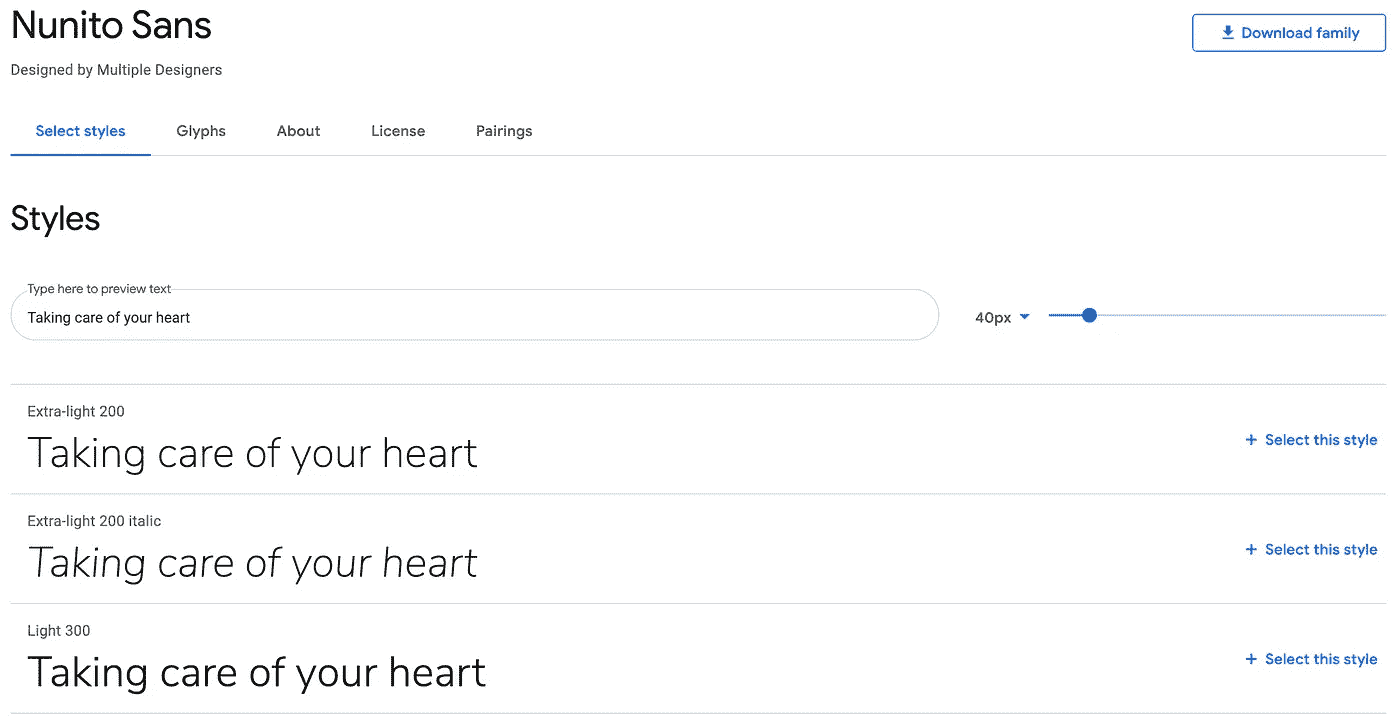 Nunito Sans
Download family
Designed by Multiple Designers
Select styles Glyphs About License Pairings
Styles
Type here to preview text
Taking care of your heart
40px
Extra-light 200
Taking care of your heart
+ Select this style
Extra-light 200 italic
Taking care of your heart
+ Select this style
Light 300
Taking care of your heart
+ Select this style